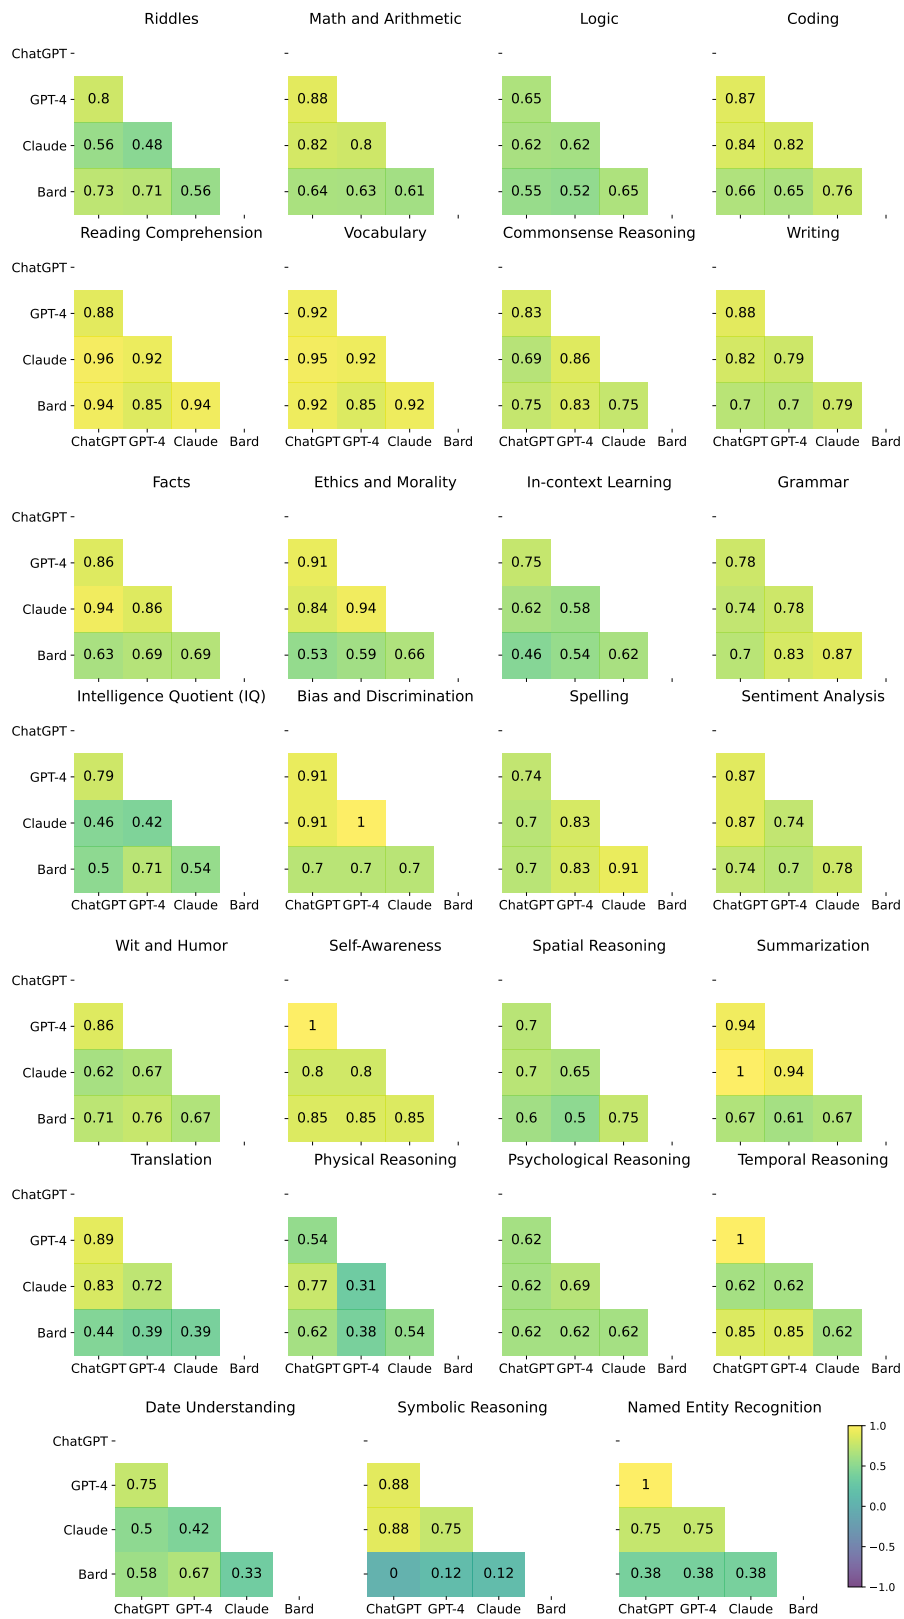 Riddles Math and Arithmetic Logic Coding
ChatGPT
GPT-4 0.8 0.88 0.65 0.87
Claude 0.56 0.48 0.82 0.8 0.62 0.62 0.84 0.82
Bard 0.73 0.71 0.56 0.64 0.63 0.61 0.55 0.52 0.65 0.66 0.65 0.76
Reading Comprehension Vocabulary Commonsense Reasoning Writing
ChatGPT
GPT-4 0.88 0.92 0.83 0.88
Claude 0.96 0.92 0.95 0.92 0.69 0.86 0.82 0.79
Bard 0.94 0.85 0.94 0.92 0.85 0.92 0.75 0.83 0.75 0.7 0.7 0.79
ChatGPT GPT-4 Claude Bard ChatGPT GPT-4 Claude Bard ChatGPT GPT-4 Claude Bard ChatGPT GPT-4 Claude Bard
Facts Ethics and Morality In-context Learning Grammar
ChatGPT
GPT-4 0.86 0.91 0.75 0.78
Claude 0.94 0.86 0.84 0.94 0.62 0.58 0.74 0.78
Bard 0.63 0.69 0.69 0.53 0.59 0.66 0.46 0.54 0.62 0.7 0.83 0.87
Intelligence Quotient (IQ) Bias and Discrimination Spelling Sentiment Analysis
ChatGPT
GPT-4 0.79 0.91 0.74 0.87
Claude 0.46 0.42 0.91 1 0.7 0.83 0.87 0.74
Bard 0.5 0.71 0.54 0.7 0.7 0.7 0.7 0.83 0.91 0.74 0.7 0.78
ChatGPT GPT-4 Claude Bard ChatGPT GPT-4 Claude Bard ChatGPT GPT-4 Claude Bard ChatGPT GPT-4 Claude Bard
Wit and Humor Self-Awareness Spatial Reasoning Summarization
ChatGPT
GPT-4 0.86 1 0.7 0.94
Claude 0.62 0.67 0.8 0.8 0.7 0.65 1 0.94
Bard 0.71 0.76 0.67 0.85 0.85 0.85 0.6 0.5 0.75 0.67 0.61 0.67
Translation Physical Reasoning Psychological Reasoning Temporal Reasoning
ChatGPT
GPT-4 0.89 0.54 0.62 1
Claude 0.83 0.72 0.77 0.31 0.62 0.69 0.62 0.62
Bard 0.44 0.39 0.39 0.62 0.38 0.54 0.62 0.62 0.62 0.85 0.85 0.62
ChatGPT GPT-4 Claude Bard ChatGPT GPT-4 Claude Bard ChatGPT GPT-4 Claude Bard ChatGPT GPT-4 Claude Bard
Date Understanding Symbolic Reasoning Named Entity Recognition
ChatGPT 1.0
GPT-4 0.75 0.88 1 0.5
Claude 0.5 0.42 0.88 0.75 0.75 0.75 0.0
Bard 0.58 0.67 0.33 0 0.12 0.12 0.38 0.38 0.38 −0.5
−1.0
ChatGPT GPT-4 Claude Bard ChatGPT GPT-4 Claude Bard ChatGPT GPT-4 Claude Bard